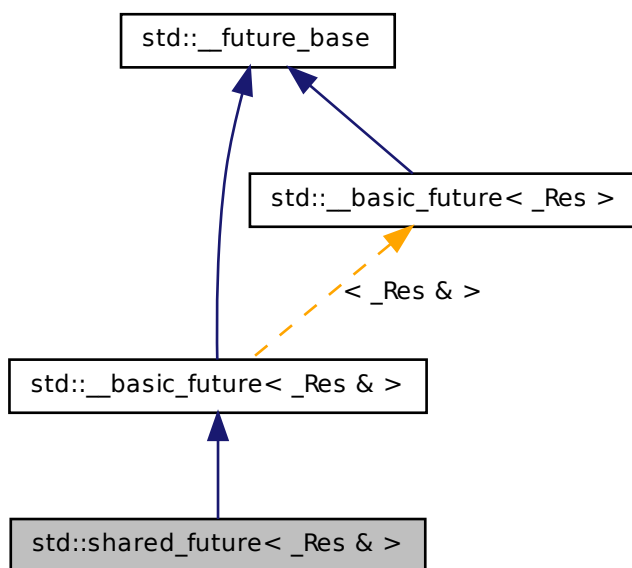 std::__future_base
std::__basic_future< _Res >
< _Res & >
std::__basic_future< _Res & >
std::shared_future< _Res & >